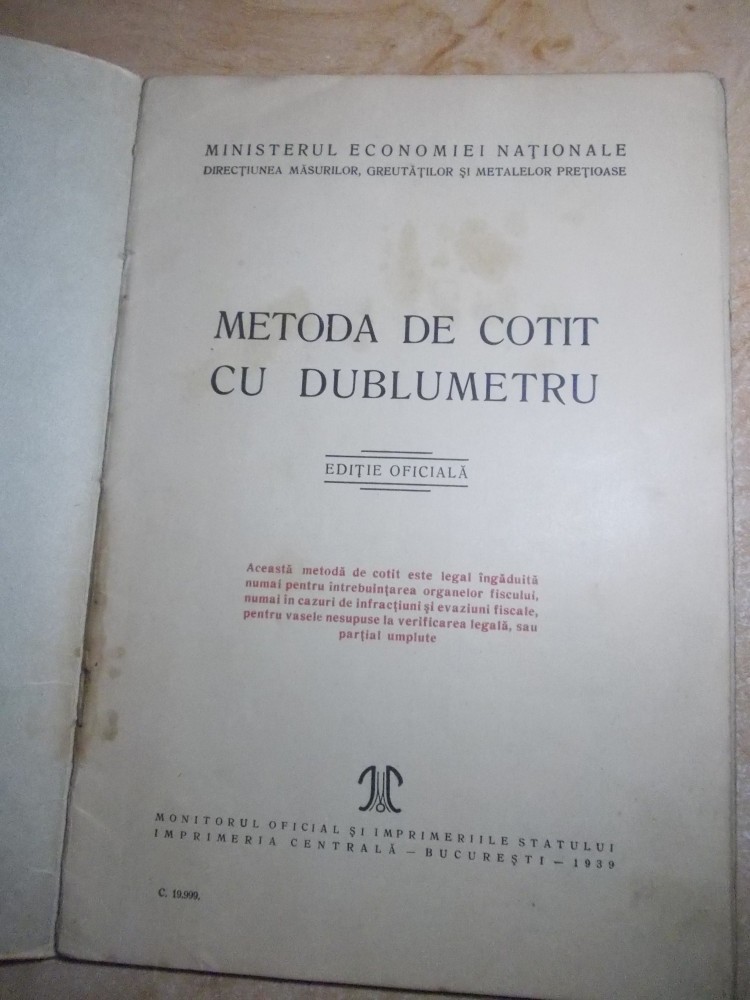 MINISTERUL ECONOMIEI NAȚIONALE
DIRECȚIUNEA MĂSURILOR, GREUTĂȚILOR ȘI METALELOR PREȚIOASE
METODA DE COTIT
CU DUBLUMETRU
EDIȚIE OFICIALĂ
Această metodă de cotit este legal îngăduită
numai pentru întrebuințarea organelor fiscului,
numai în cazuri de infracțiuni și evaziuni fiscale,
pentru vasele nesupuse la verificarea legală, sau
parțial umplute
MONITORUL OFICIAL ȘI IMPRIMERIILE STATULUI
IMPRIMERIA CENTRALĂ — BUCUREȘTI — 1939
C. 19.999.